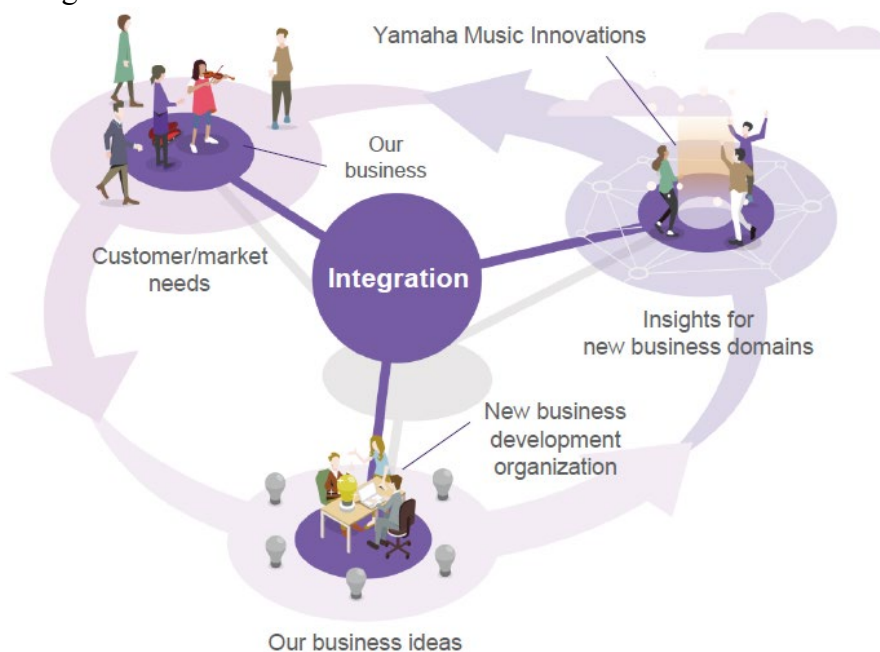 Yamaha Music Innovations
Our
business
Customer/market
needs
Integration
Insights for
new business domains
New business
development
organization
Our business ideas